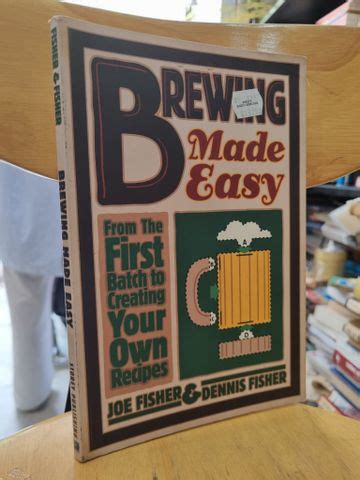 FISHER & FISHER
BREWING MADE EASY
STOREY PUBLISHING
BREWING
Made
Easy
From The
First
Batch to
Creating
Your
Own
Recipes
JOE FISHER & DENNIS FISHER